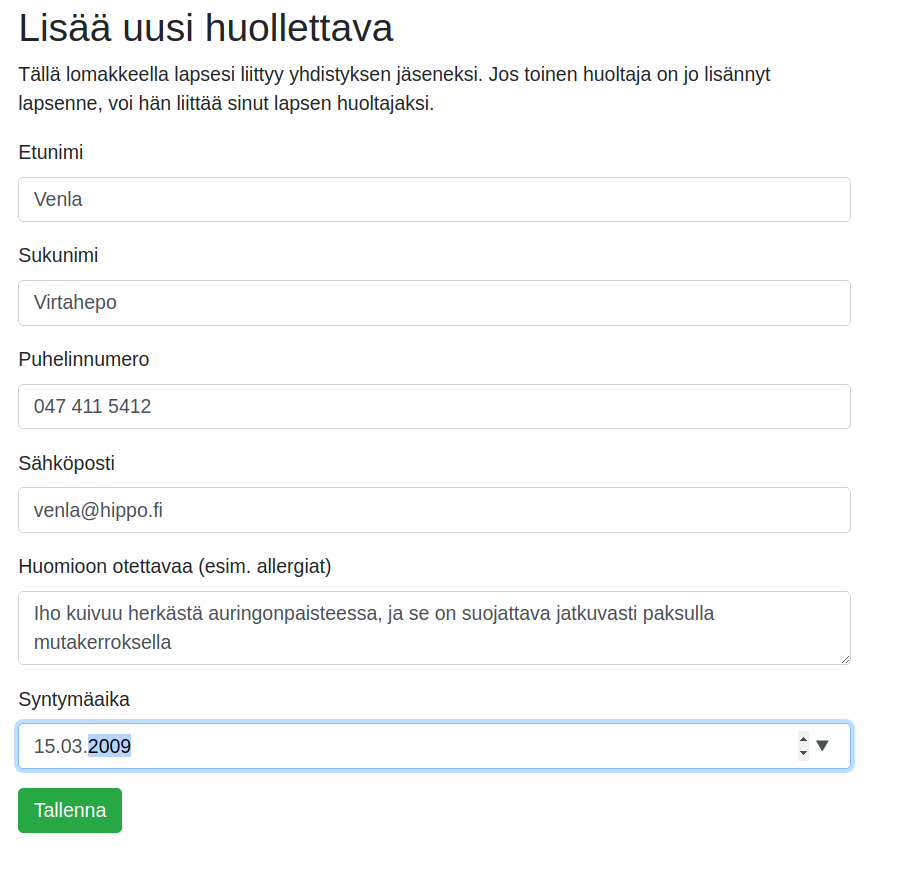 Lisää uusi huollettava
Tällä lomakkeella lapsesi liittyy yhdistyksen jäseneksi. Jos toinen huoltaja on jo lisännyt
lapsenne, voi hän liittää sinut lapsen huoltajaksi.
Etunimi
Venla
Sukunimi
Virtahepo
Puhelinnumero
047 411 5412
Sähköposti
venla@hippo.fi
Huomioon otettavaa (esim. allergiat)
Iho kuivuu herkästä auringonpaisteessa, ja se on suojattava jatkuvasti paksulla
mutakerroksella
Syntymäaika
15.03.2009
Tallenna